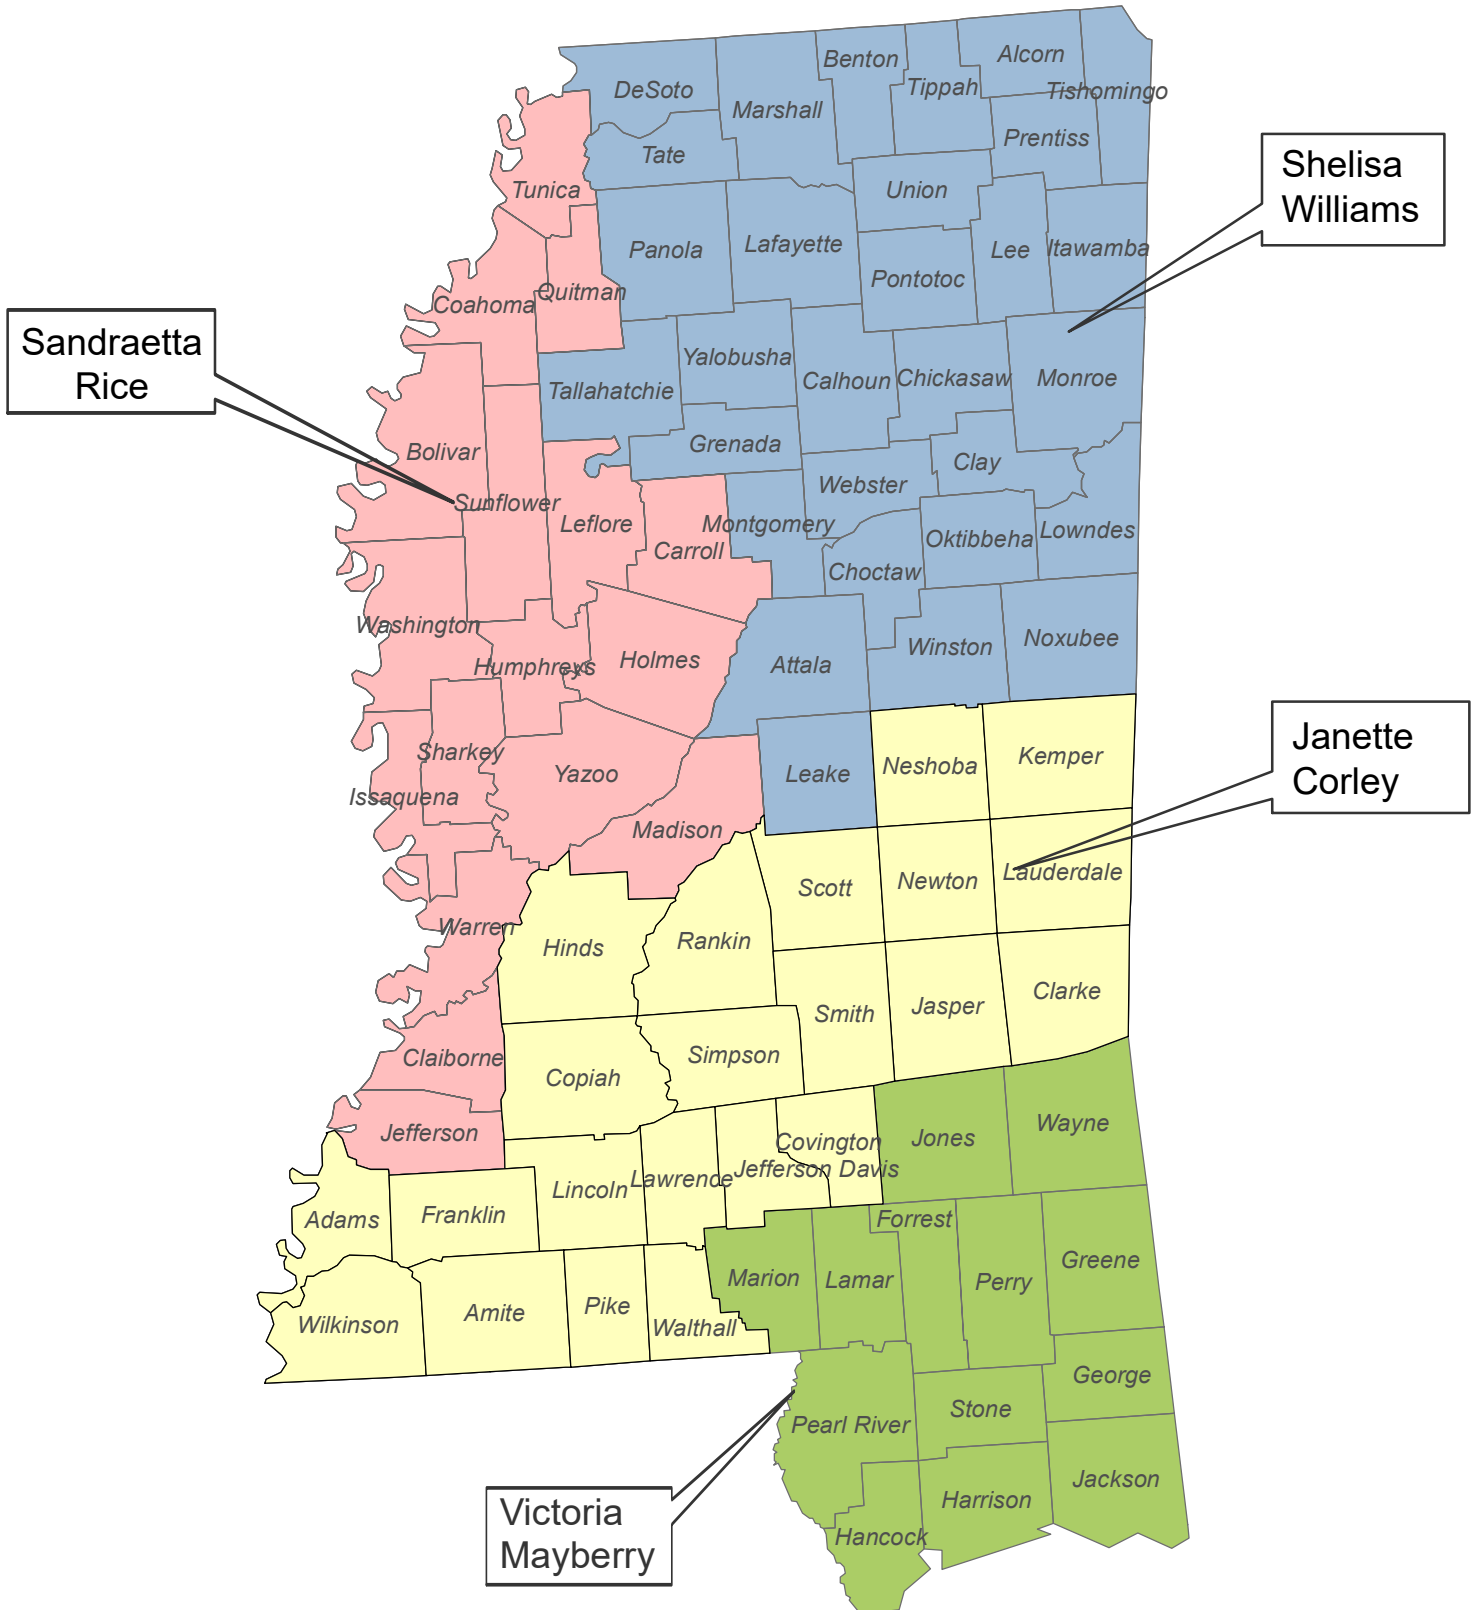 Benton
Alcorn
DeSoto
Tippah
Tishomingo
Marshall
Prentiss
Tate
Shelisa
Williams
Tunica
Union
Panola
Lafayette
Lee
Itawamba
Pontotoc
Quitman
Coahoma
Sandraetta
Rice
Yalobusha
Tallahatchie
Calhoun
Chickasaw
Monroe
Bolivar
Grenada
Clay
Webster
Sunflower
Leflore
Montgomery
Lowndes
Oktibbeha
Carroll
Choctaw
Washington
Noxubee
Winston
Humphreys
Holmes
Attala
Janette
Corley
Sharkey
Kemper
Neshoba
Yazoo
Leake
Issaquena
Madison
Lauderdale
Newton
Scott
Warren
Hinds
Rankin
Clarke
Jasper
Smith
Claiborne
Simpson
Copiah
Jefferson
Wayne
Jones
Covington
Jefferson Davis
Lawrence
Lincoln
Adams
Franklin
Forrest
Greene
Marion
Lamar
Perry
Pike
Amite
Wilkinson
Walthall
George
Stone
Pearl River
Jackson
Harrison
Victoria
Mayberry
Hancock